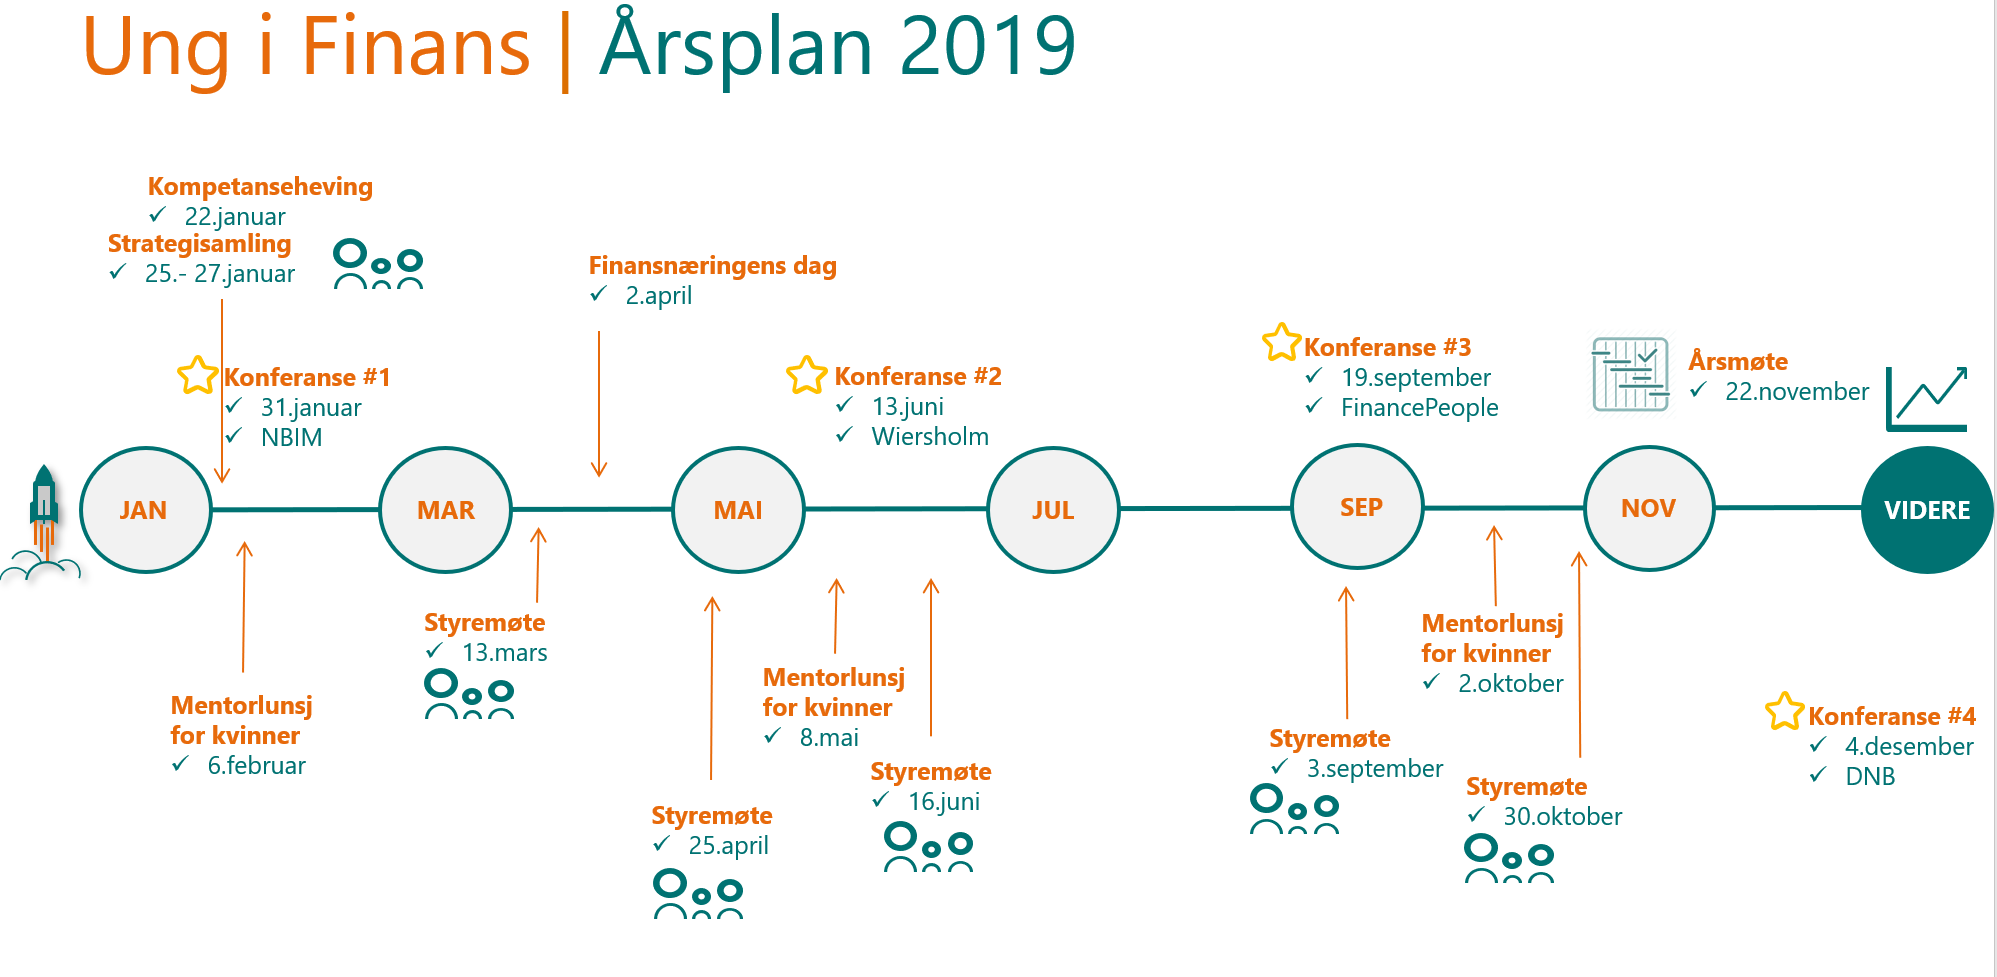 Ung i Finans | Årsplan 2019
Kompetanseheving
✓ 22.januar
Strategisamling
✓ 25.- 27.januar
Finansnæringens dag
✓ 2.april
Konferanse #1
✓ 31.januar
✓ NBIM
Konferanse #2
✓ 13.juni
✓ Wiersholm
Konferanse #3
✓ 19.september
✓ FinancePeople
Årsmøte
✓ 22.november
JAN
MAR
MAI
JUL
SEP
NOV
VIDERE
Mentorlunsj
for kvinner
✓ 6.februar
Styremøte
✓ 13.mars
Styremøte
✓ 25.april
Mentorlunsj
for kvinner
✓ 8.mai
Styremøte
✓ 16.juni
Styremøte
✓ 3.september
Mentorlunsj
for kvinner
✓ 2.oktober
Styremøte
✓ 30.oktober
Konferanse #4
✓ 4.desember
✓ DNB